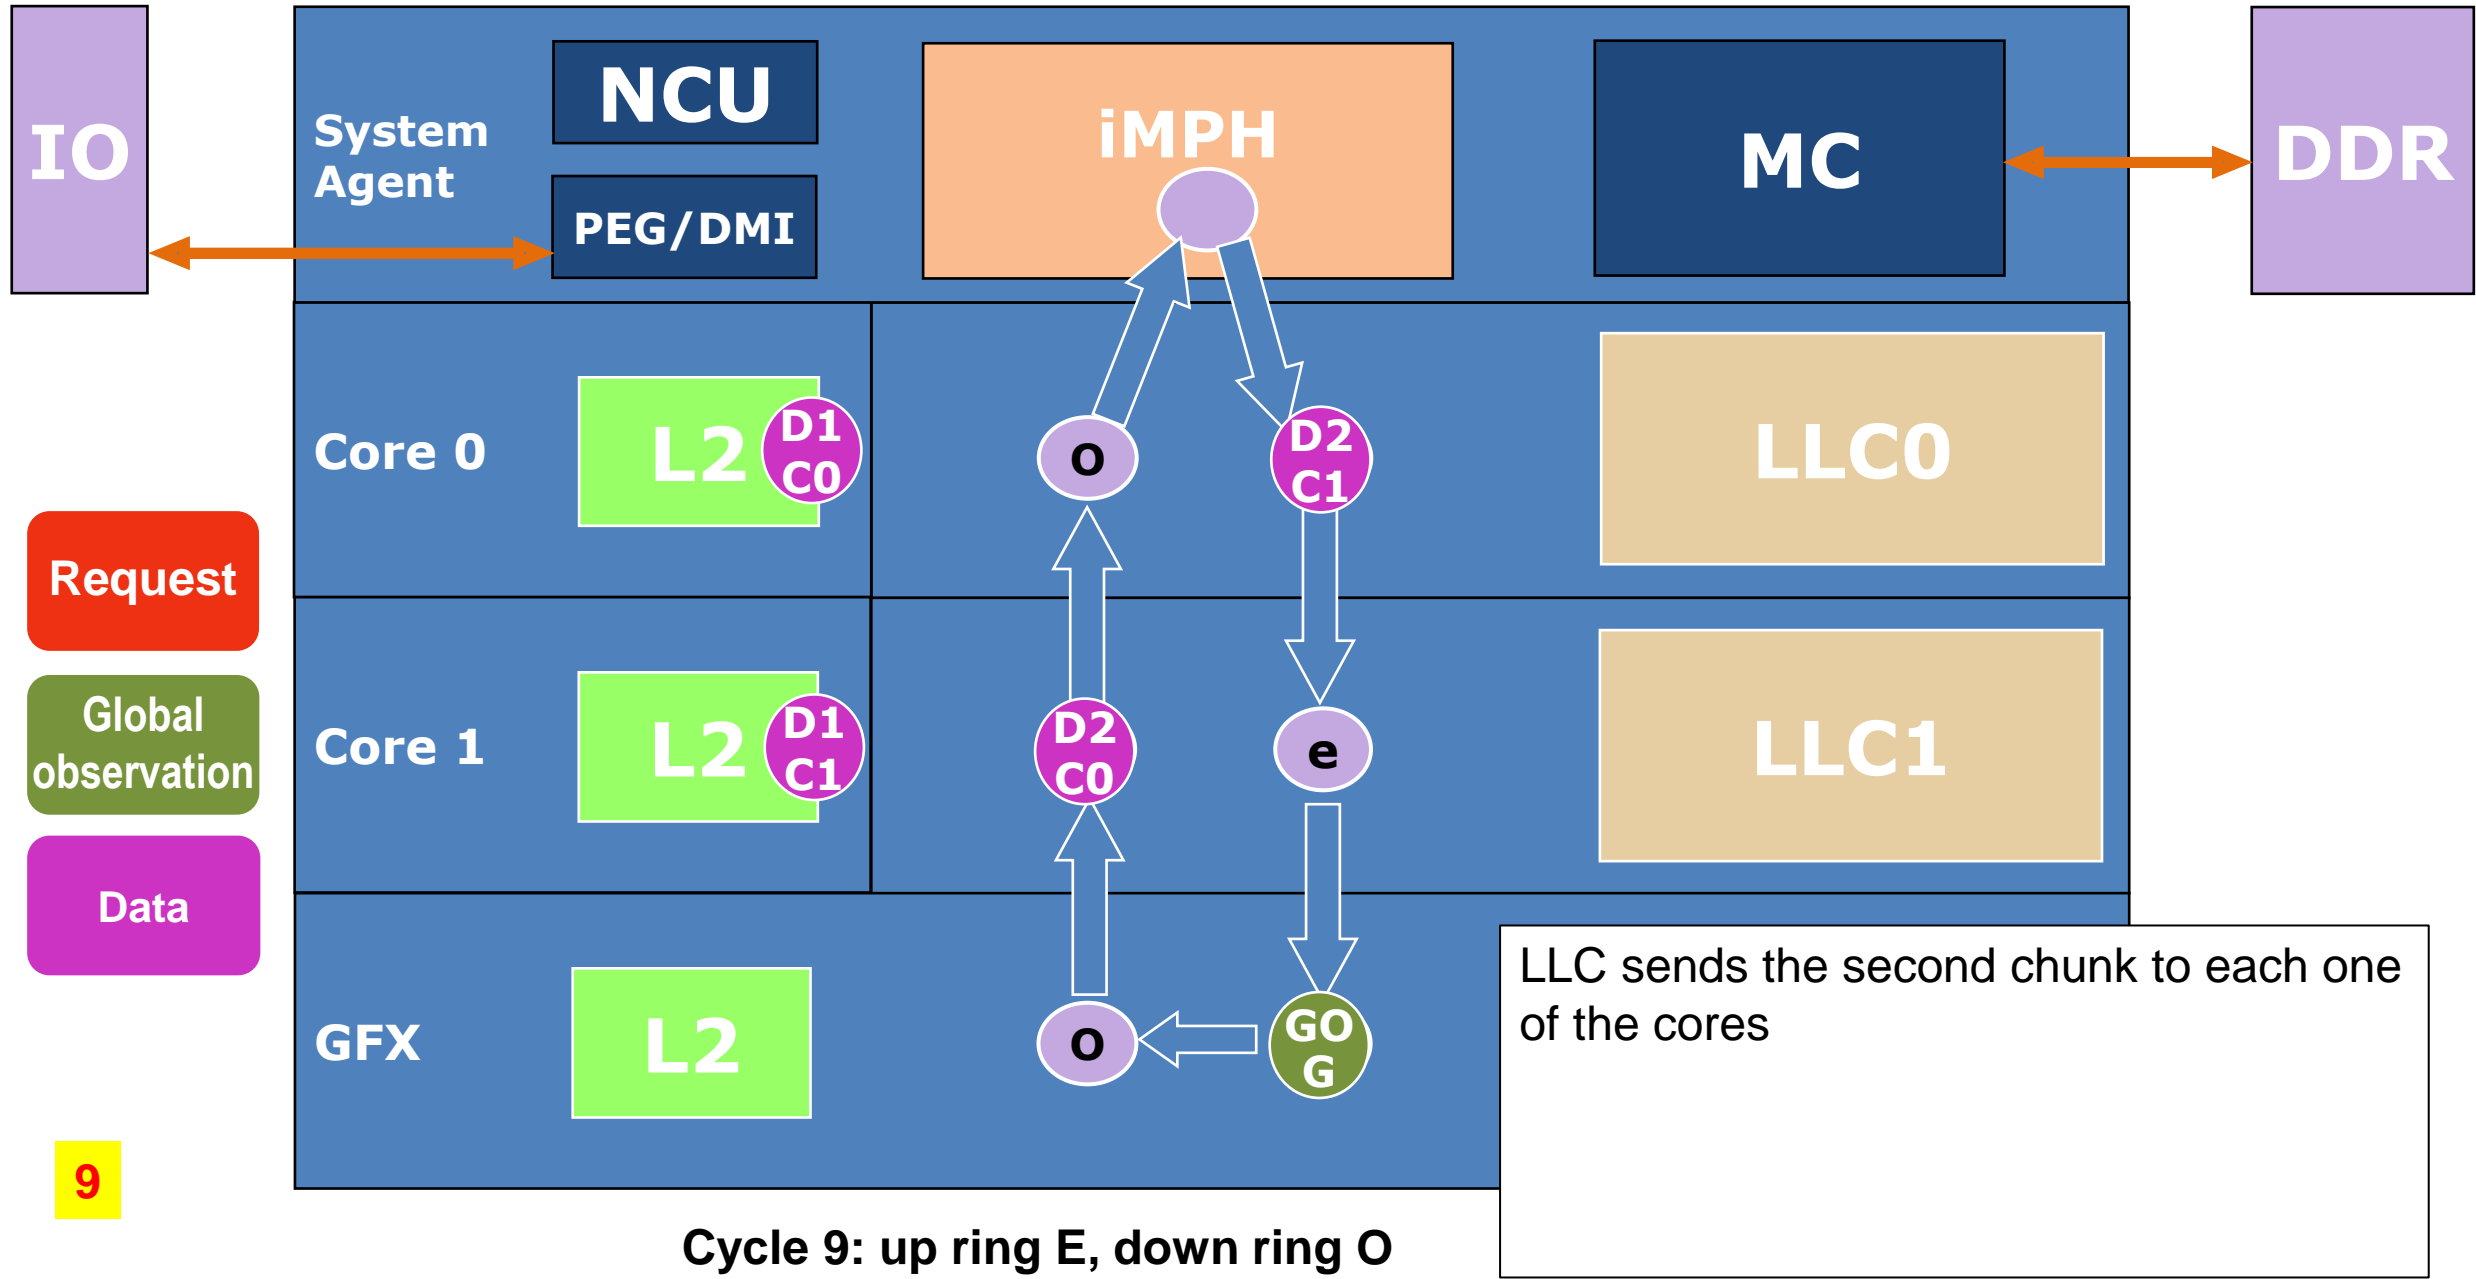 IO
System
Agent
NCU
PEG/DMI
iMPH
MC
DDR
Core 0
L2
D1
C0
O
D2
C1
LLC0
Request
Global
observation
Data
Core 1
L2
D1
C1
D2
C0
e
LLC1
GFX
L2
O
GO
G
LLC sends the second chunk to each one
of the cores
9
Cycle 9: up ring E, down ring O